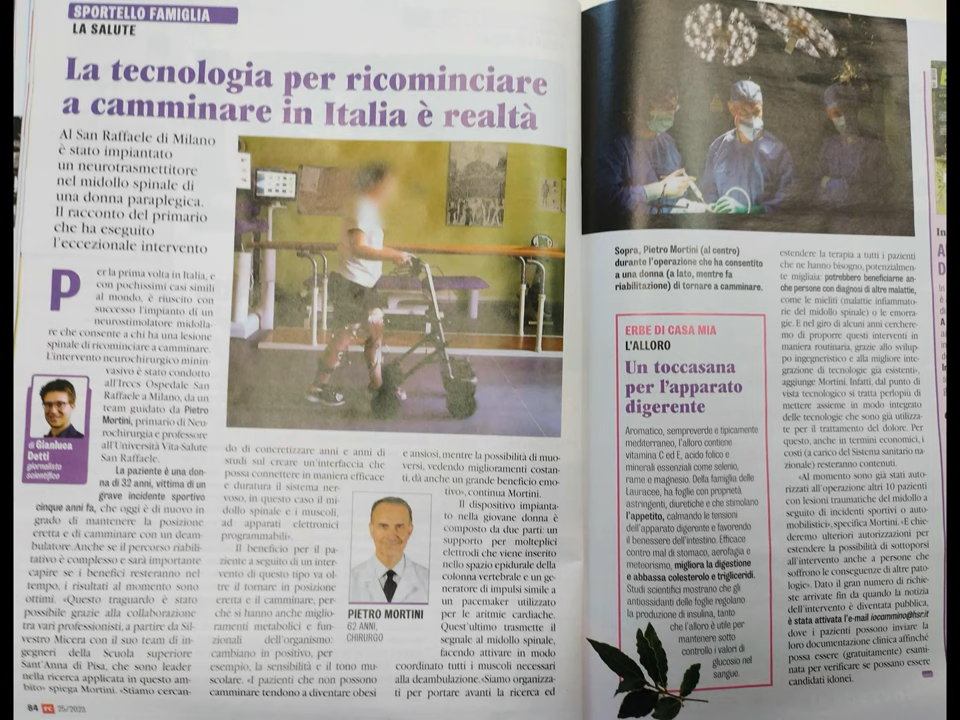 SPORTELLO FAMIGLIA
LA SALUTE
La tecnologia per ricominciare
a camminare in Italia è realtà
Al San Raffaele di Milano
è stato impiantato
un neurotrasmettitore
nel midollo spinale di
una donna paraplegica.
Il racconto del primario
che ha eseguito
l'eccezionale intervento
Per la prima volta in Italia, e
con pochissimi casi simili
al mondo, è riuscito con
successo l'impianto di un
neurostimolatore midolla-
re che consente a chi ha una lesione
spinale di ricominciare a camminare.
L'intervento neurochirurgico minin-
vasivo è stato condotto
all'Irccs Ospedale San
Raffaele a Milano, da un
team guidato da Pietro
Mortini, primario di Neu-
rochirurgia e professore
all'Università Vita-Salute
San Raffaele.
di Gianluca
Dotti
giornalista
scientifico
La paziente è una don-
na di 32 anni, vittima di un
grave incidente sportivo
cinque anni fa, che oggi è di nuovo in
grado di mantenere la posizione
eretta e di camminare con un deam-
bulatore. Anche se il percorso riabili-
tativo è complesso e sarà importante
capire se i benefici resteranno nel
tempo, i risultati al momento sono
ottimi. «Questo traguardo è stato
possibile grazie alla collaborazione
tra vari professionisti, a partire da Sil-
vestro Micera con il suo team di in-
gegneri della Scuola superiore
Sant'Anna di Pisa, che sono leader
nella ricerca applicata in questo am-
bito» spiega Mortini. «Stiamo cercan-
do di concretizzare anni e anni di
studi sul creare un'interfaccia che
possa connettere in maniera efficace
e duratura il sistema ner-
voso, in questo caso il mi-
dollo spinale e i muscoli,
ad apparati elettronici
programmabili».
Il beneficio per il pa-
ziente a seguito di un inter-
vento di questo tipo va ol-
tre il tornare in posizione
eretta e il camminare, per-
ché si hanno anche miglio-
ramenti metabolici e fun-
zionali dell'organismo:
cambiano in positivo, per
esempio, la sensibilità e il tono mu-
scolare. «I pazienti che non possono
camminare tendono a diventare obesi
PIETRO MORTINI
62 ANNI,
CHIRURGO
e ansiosi, mentre la possibilità di muo-
versi, vedendo miglioramenti costan-
ti, dà anche un grande beneficio emo-
tivo», continua Mortini.
Il dispositivo impianta-
to nella giovane donna è
composto da due parti: un
supporto per molteplici
elettrodi che viene inserito
nello spazio epidurale della
colonna vertebrale e un ge-
neratore di impulsi simile a
un pacemaker utilizzato
per le aritmie cardiache.
Quest'ultimo trasmette il
segnale al midollo spinale,
facendo attivare in modo
coordinato tutti i muscoli necessari
alla deambulazione. «Siamo organizza-
ti per portare avanti la ricerca ed
84 FC 25/2023
Sopra, Pietro Mortini (al centro)
durante l'operazione che ha consentito
a una donna (a lato, mentre fa
riabilitazione) di tornare a camminare.
ERBE DI CASA MIA
L'ALLORO
Un toccasana
per l'apparato
digerente
Aromatico, sempreverde e tipicamente
mediterraneo, l'alloro contiene
vitamina C ed E, acido folico e
minerali essenziali come selenio,
rame e magnesio. Della famiglia delle
Lauraceae, ha foglie con proprietà
astringenti, diuretiche e che stimolano
l'appetito, calmando le tensioni
dell'apparato digerente e favorendo
il benessere dell'intestino. Efficace
contro mal di stomaco, aerofagia e
meteorismo, migliora la digestione
e abbassa colesterolo e trigliceridi.
Studi scientifici mostrano che gli
antiossidanti delle foglie regolano
la produzione di insulina, tanto
che l'alloro è utile per
mantenere sotto
controllo i valori di
glucosio nel
sangue.
estendere la terapia a tutti i pazienti
che ne hanno bisogno, potenzialmente
migliaia: potrebbero beneficiarne an-
che persone con diagnosi di altre malattie,
come le mieliti (malattie infiammato-
rie del midollo spinale) o le emorra-
gie. E nel giro di alcuni anni cerchere-
mo di proporre questi interventi in
maniera routinaria, grazie allo svilup-
po ingegneristico e alla migliore inte-
grazione di tecnologie già esistenti»,
aggiunge Mortini. Infatti, dal punto di
vista tecnologico si tratta perlopiù di
mettere assieme in modo integrato
delle tecnologie che sono già utilizza-
te per il trattamento del dolore. Per
questo, anche in termini economici, i
costi (a carico del Sistema sanitario na-
zionale) resteranno contenuti.
«Al momento sono già stati auto-
rizzati all'operazione altri 10 pazienti
con lesioni traumatiche del midollo a
seguito di incidenti sportivi o auto-
mobilistici», specifica Mortini. «E chie-
deremo ulteriori autorizzazioni per
estendere la possibilità di sottoporsi
all'intervento anche a persone che
soffrono le conseguenze di altre pato-
logie». Dato il gran numero di richie-
ste arrivate fin da quando la notizia
dell'intervento è diventata pubblica,
è stata attivata l'e-mail iocammino@hsr.it
dove i pazienti possono inviare la
loro documentazione clinica affinché
possa essere (gratuitamente) esami-
nata per verificare se possano essere
candidati idonei.